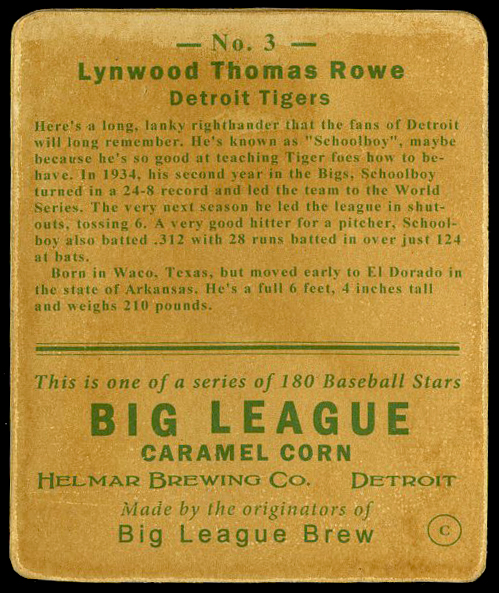 — No. 3 —
Lynwood Thomas Rowe
Detroit Tigers
Here's a long, lanky righthander that the fans of Detroit
will long remember. He's known as "Schoolboy", maybe
because he's so good at teaching Tiger foes how to be-
have. In 1934, his second year in the Bigs, Schoolboy
turned in a 24-8 record and led the team to the World
Series. The very next season he led the league in shut-
outs, tossing 6. A very good hitter for a pitcher, School-
boy also batted .312 with 28 runs batted in over just 124
at bats.
Born in Waco, Texas, but moved early to El Dorado in
the state of Arkansas. He's a full 6 feet, 4 inches tall
and weighs 210 pounds.
This is one of a series of 180 Baseball Stars
BIG LEAGUE
CARAMEL CORN
HELMAR BREWING CO. DETROIT
Made by the originators of
Big League Brew
C